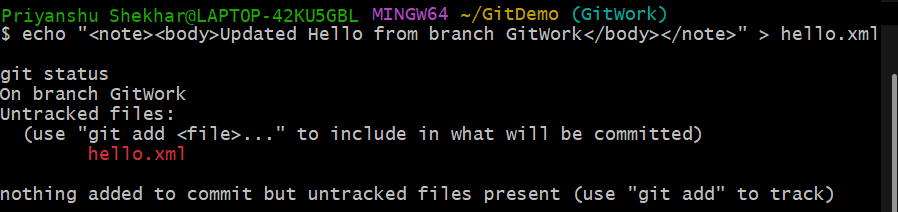 Priyanshu Shekhar@LAPTOP-42KU5GBL MINGW64 ~/GitDemo (GitWork)
$ echo "<note><body>Updated Hello from branch GitWork</body></note>" > hello.xml
git status
On branch GitWork
Untracked files:
  (use "git add <file>..." to include in what will be committed)
        hello.xml
nothing added to commit but untracked files present (use "git add" to track)